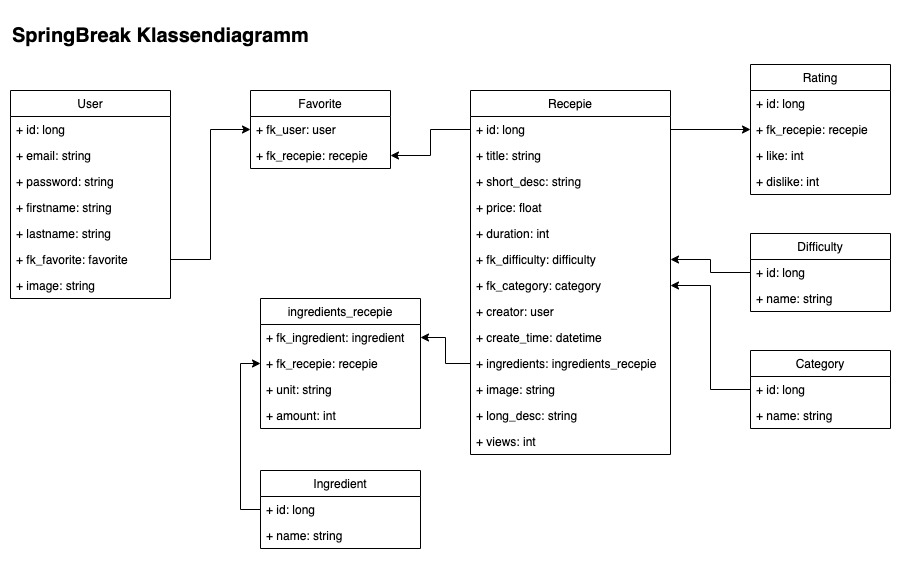 SpringBreak Klassendiagramm
User
+ id: long
+ email: string
+ password: string
+ firstname: string
+ lastname: string
+ fk_favorite: favorite
+ image: string
Favorite
+ fk_user: user
+ fk_recepie: recepie
Recepie
+ id: long
+ title: string
+ short_desc: string
+ price: float
+ duration: int
+ fk_difficulty: difficulty
+ fk_category: category
+ creator: user
+ create_time: datetime
+ ingredients: ingredients_recepie
+ image: string
+ long_desc: string
+ views: int
Rating
+ id: long
+ fk_recepie: recepie
+ like: int
+ dislike: int
Difficulty
+ id: long
+ name: string
Category
+ id: long
+ name: string
ingredients_recepie
+ fk_ingredient: ingredient
+ fk_recepie: recepie
+ unit: string
+ amount: int
Ingredient
+ id: long
+ name: string